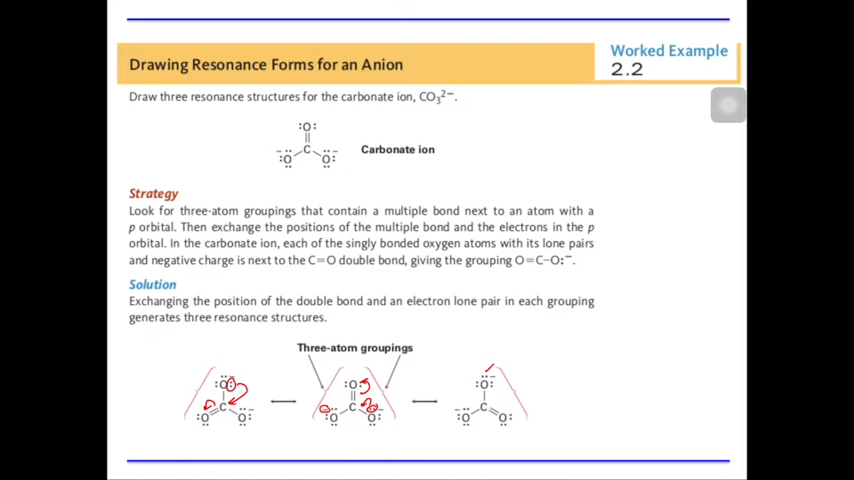 Drawing Resonance Forms for an Anion
Worked Example
2.2
Draw three resonance structures for the carbonate ion, CO₃²⁻.
:O:
C
⁻:O: :O:⁻
Carbonate ion
Strategy
Look for three-atom groupings that contain a multiple bond next to an atom with a
p orbital. Then exchange the positions of the multiple bond and the electrons in the p
orbital. In the carbonate ion, each of the singly bonded oxygen atoms with its lone pairs
and negative charge is next to the C=O double bond, giving the grouping O=C–O:⁻.
Solution
Exchanging the position of the double bond and an electron lone pair in each grouping
generates three resonance structures.
Three-atom groupings
:O:⁻ :O: :O:⁻
C C C
:O: :O:⁻ ⁻:O: :O:⁻ ⁻:O: :O: